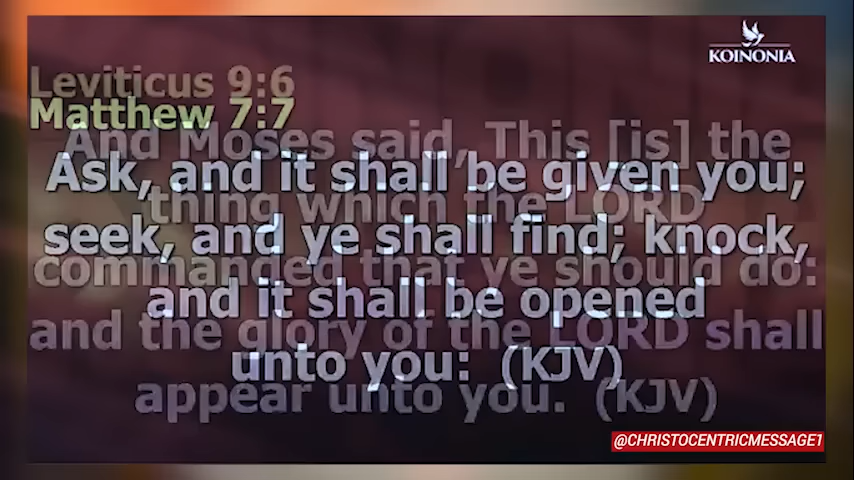 KOINONIA
Leviticus 9:6
Matthew 7:7
And Moses said, This [is] the
Ask, and it shall be given you;
thing which the LORD
seek, and ye shall find; knock,
commanded that ye should do:
and it shall be opened
and the glory of the LORD shall
unto you: (KJV)
appear unto you. (KJV)
@CHRISTOCENTRICMESSAGE1